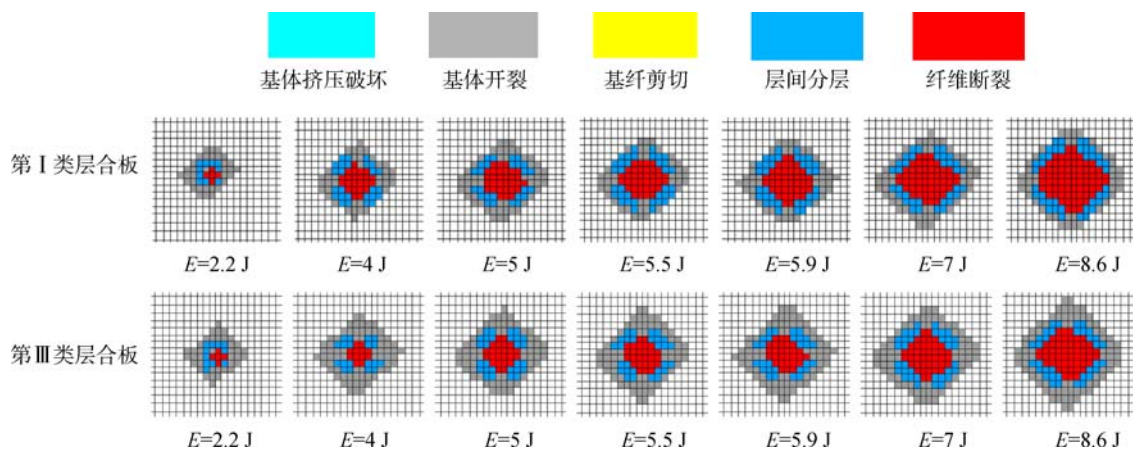 基体挤压破坏 基体开裂 基纤剪切 层间分层 纤维断裂
第Ⅰ类层合板
E=2.2 J E=4 J E=5 J E=5.5 J E=5.9 J E=7 J E=8.6 J
第Ⅲ类层合板
E=2.2 J E=4 J E=5 J E=5.5 J E=5.9 J E=7 J E=8.6 J